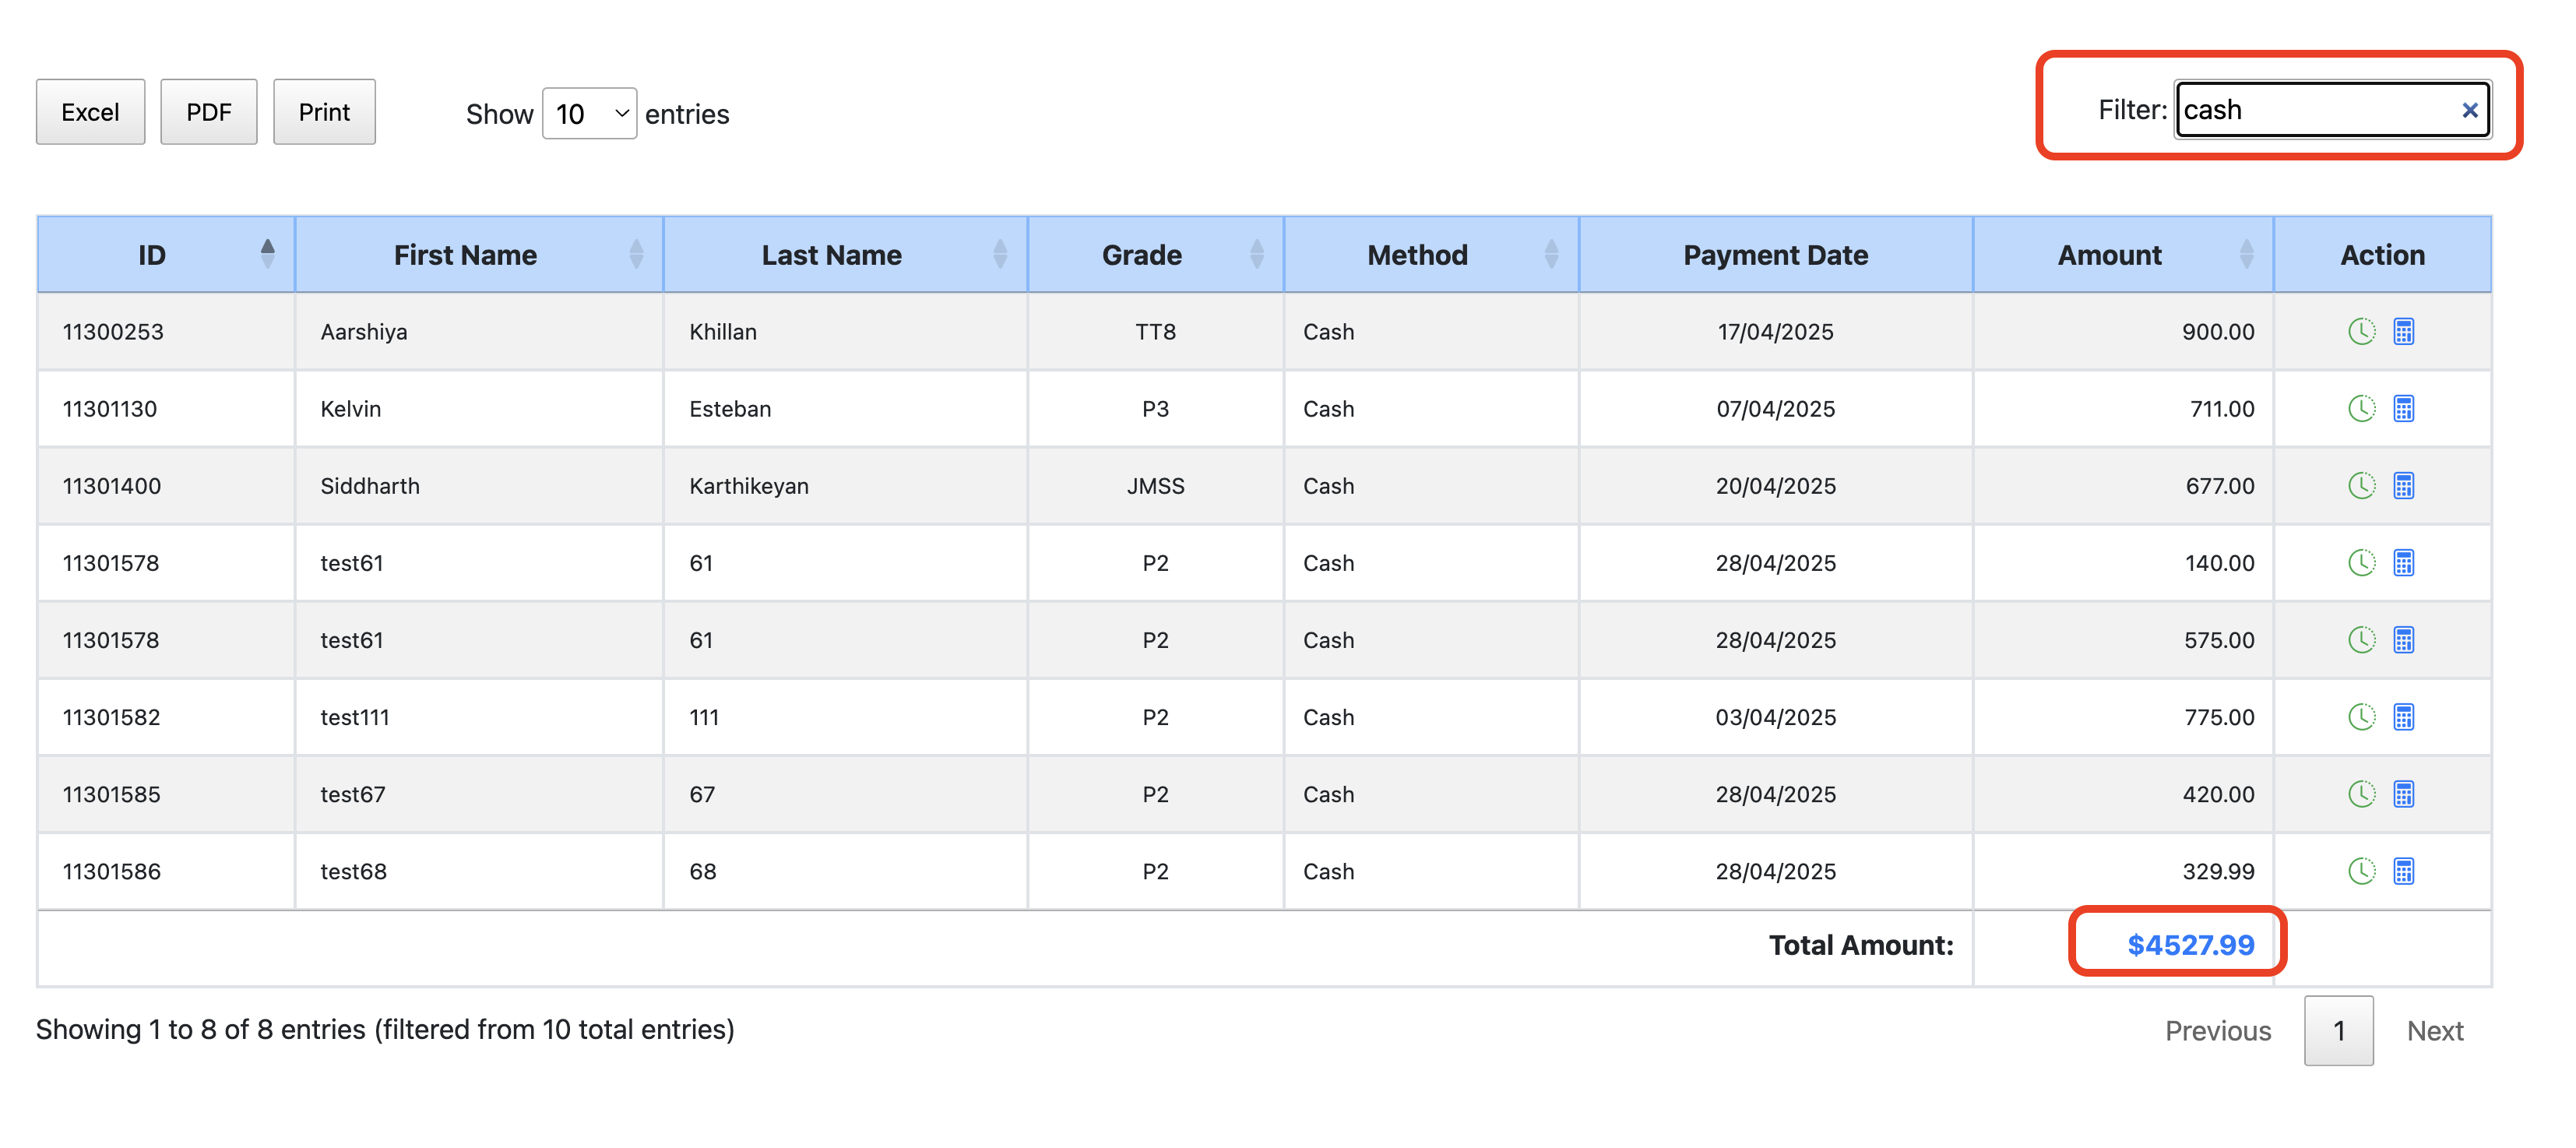 Excel PDF Print Show 10 entries Filter: cash ×
ID First Name Last Name Grade Method Payment Date Amount Action
11300253 Aarshiya Khillan TT8 Cash 17/04/2025 900.00
11301130 Kelvin Esteban P3 Cash 07/04/2025 711.00
11301400 Siddharth Karthikeyan JMSS Cash 20/04/2025 677.00
11301578 test61 61 P2 Cash 28/04/2025 140.00
11301578 test61 61 P2 Cash 28/04/2025 575.00
11301582 test111 111 P2 Cash 03/04/2025 775.00
11301585 test67 67 P2 Cash 28/04/2025 420.00
11301586 test68 68 P2 Cash 28/04/2025 329.99
Total Amount: $4527.99
Showing 1 to 8 of 8 entries (filtered from 10 total entries) Previous 1 Next